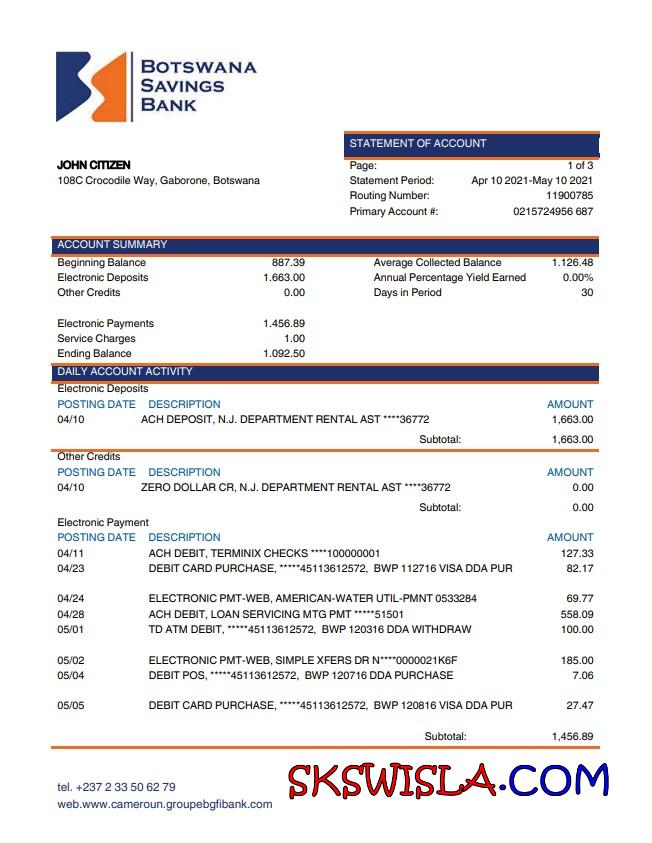 BOTSWANA
SAVINGS
BANK
STATEMENT OF ACCOUNT
JOHN CITIZEN
108C Crocodile Way, Gaborone, Botswana
Page: 1 of 3
Statement Period: Apr 10 2021-May 10 2021
Routing Number: 11900785
Primary Account #: 0215724956 687
ACCOUNT SUMMARY
Beginning Balance 887.39 Average Collected Balance 1.126.48
Electronic Deposits 1.663.00 Annual Percentage Yield Earned 0.00%
Other Credits 0.00 Days in Period 30
Electronic Payments 1.456.89
Service Charges 1.00
Ending Balance 1.092.50
DAILY ACCOUNT ACTIVITY
Electronic Deposits
POSTING DATE DESCRIPTION AMOUNT
04/10 ACH DEPOSIT, N.J. DEPARTMENT RENTAL AST ****36772 1,663.00
Subtotal: 1,663.00
Other Credits
POSTING DATE DESCRIPTION AMOUNT
04/10 ZERO DOLLAR CR, N.J. DEPARTMENT RENTAL AST ****36772 0.00
Subtotal: 0.00
Electronic Payment
POSTING DATE DESCRIPTION AMOUNT
04/11 ACH DEBIT, TERMINIX CHECKS ****100000001 127.33
04/23 DEBIT CARD PURCHASE, *****45113612572, BWP 112716 VISA DDA PUR 82.17
04/24 ELECTRONIC PMT-WEB, AMERICAN-WATER UTIL-PMNT 0533284 69.77
04/28 ACH DEBIT, LOAN SERVICING MTG PMT *****51501 558.09
05/01 TD ATM DEBIT, *****45113612572, BWP 120316 DDA WITHDRAW 100.00
05/02 ELECTRONIC PMT-WEB, SIMPLE XFERS DR N****0000021K6F 185.00
05/04 DEBIT POS, *****45113612572, BWP 120716 DDA PURCHASE 7.06
05/05 DEBIT CARD PURCHASE, *****45113612572, BWP 120816 VISA DDA PUR 27.47
Subtotal: 1,456.89
SKSWISLA.COM
tel. +237 2 33 50 62 79
web.www.cameroun.groupebgfibank.com